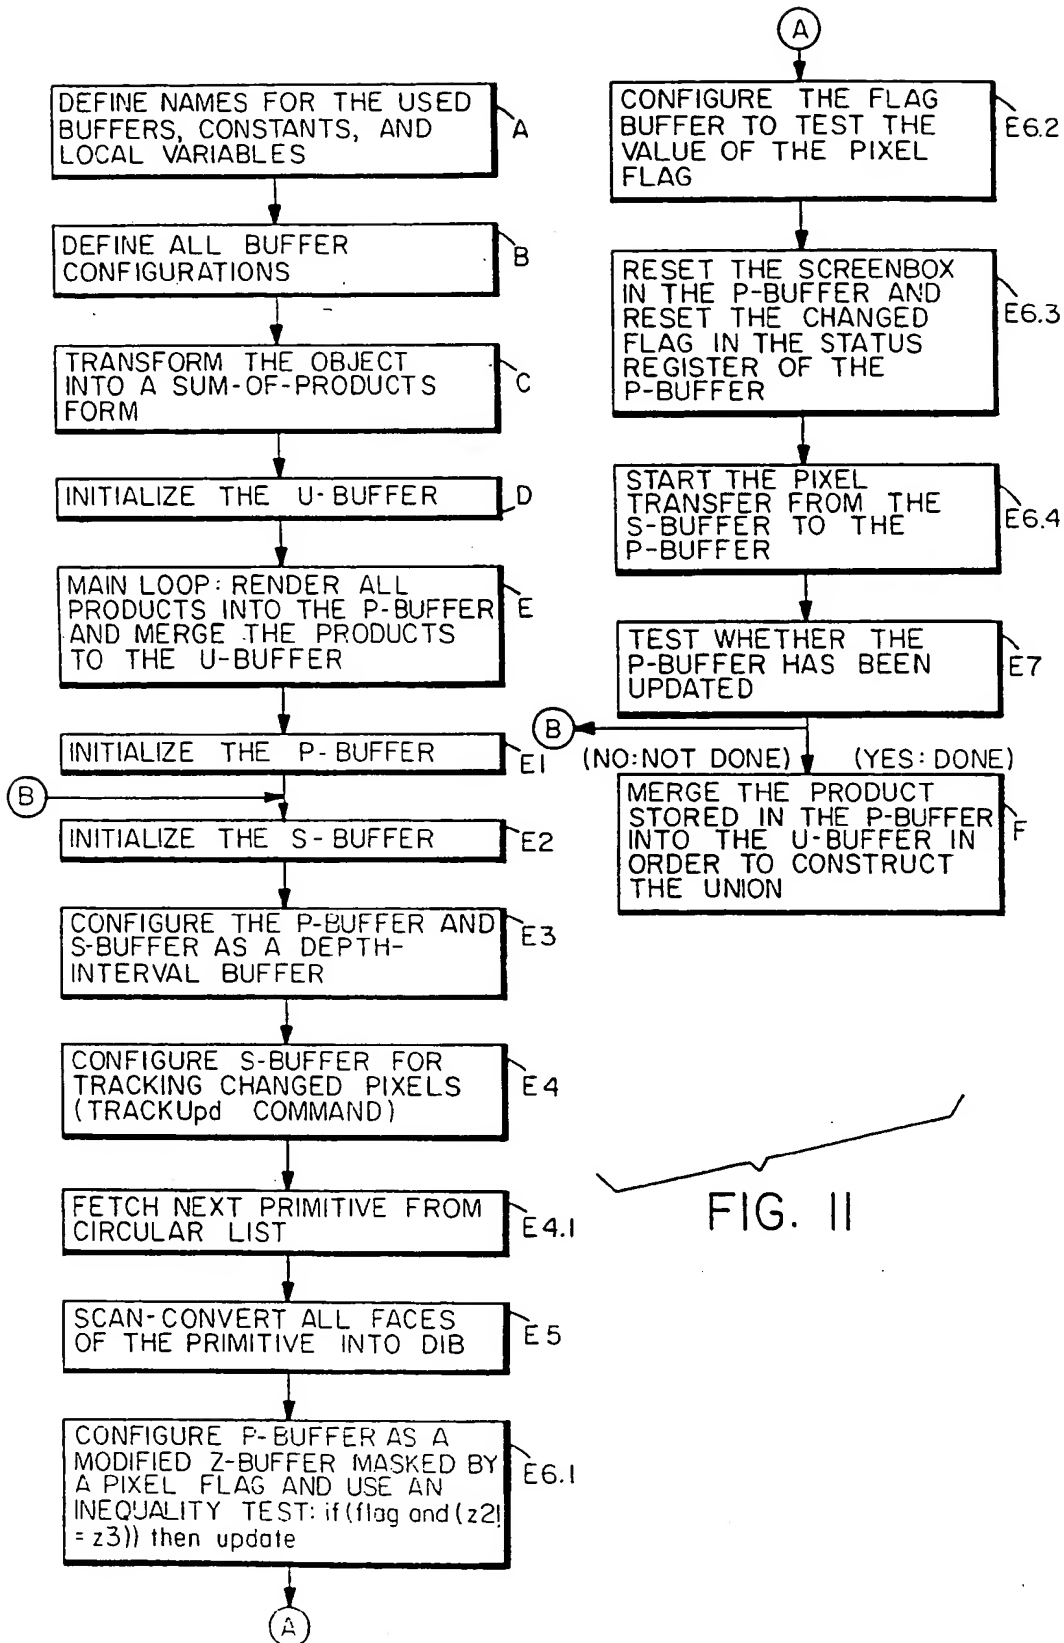 DEFINE NAMES FOR THE USED
BUFFERS, CONSTANTS, AND
LOCAL VARIABLES
A
DEFINE ALL BUFFER
CONFIGURATIONS
B
TRANSFORM THE OBJECT
INTO A SUM-OF-PRODUCTS
FORM
C
INITIALIZE THE U-BUFFER
D
MAIN LOOP: RENDER ALL
PRODUCTS INTO THE P-BUFFER
AND MERGE THE PRODUCTS
TO THE U-BUFFER
E
INITIALIZE THE P-BUFFER
E1
B
INITIALIZE THE S-BUFFER
E2
CONFIGURE THE P-BUFFER AND
S-BUFFER AS A DEPTH-
INTERVAL BUFFER
E3
CONFIGURE S-BUFFER FOR
TRACKING CHANGED PIXELS
(TRACKUpd COMMAND)
E4
FETCH NEXT PRIMITIVE FROM
CIRCULAR LIST
E4.1
SCAN-CONVERT ALL FACES
OF THE PRIMITIVE INTO DIB
E5
CONFIGURE P-BUFFER AS A
MODIFIED Z-BUFFER MASKED BY
A PIXEL FLAG AND USE AN
INEQUALITY TEST: if (flag and (z2!
= z3)) then update
E6.1
A
A
CONFIGURE THE FLAG
BUFFER TO TEST THE
VALUE OF THE PIXEL
FLAG
E6.2
RESET THE SCREENBOX
IN THE P-BUFFER AND
RESET THE CHANGED
FLAG IN THE STATUS
REGISTER OF THE
P-BUFFER
E6.3
START THE PIXEL
TRANSFER FROM THE
S-BUFFER TO THE
P-BUFFER
E6.4
TEST WHETHER THE
P-BUFFER HAS BEEN
UPDATED
E7
B
(NO: NOT DONE) (YES: DONE)
MERGE THE PRODUCT
STORED IN THE P-BUFFER
INTO THE U-BUFFER IN
ORDER TO CONSTRUCT
THE UNION
F
FIG. 11